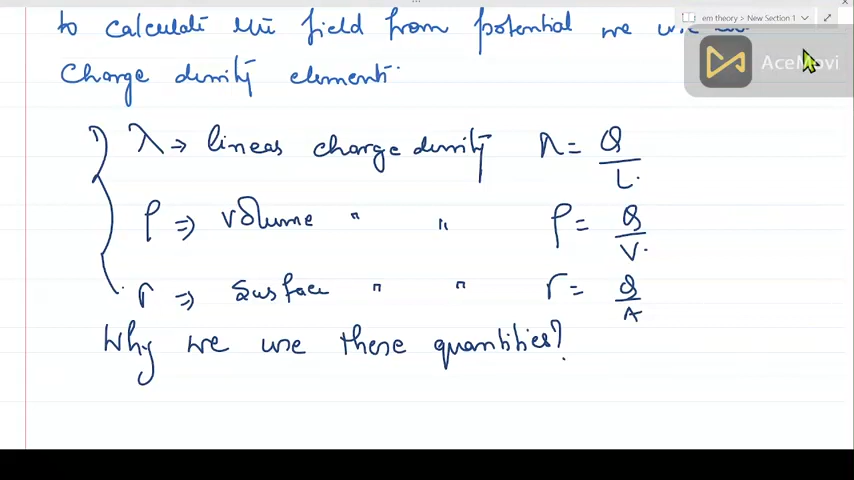 em theory > New Section 1
to calculate the field from potential we use
AceMovi
Charge density elements.
λ → linear charge density λ = Q/L.
ρ ⇒ volume " " ρ = Q/V.
σ ⇒ surface " " σ = Q/A
Why we use these quantities?